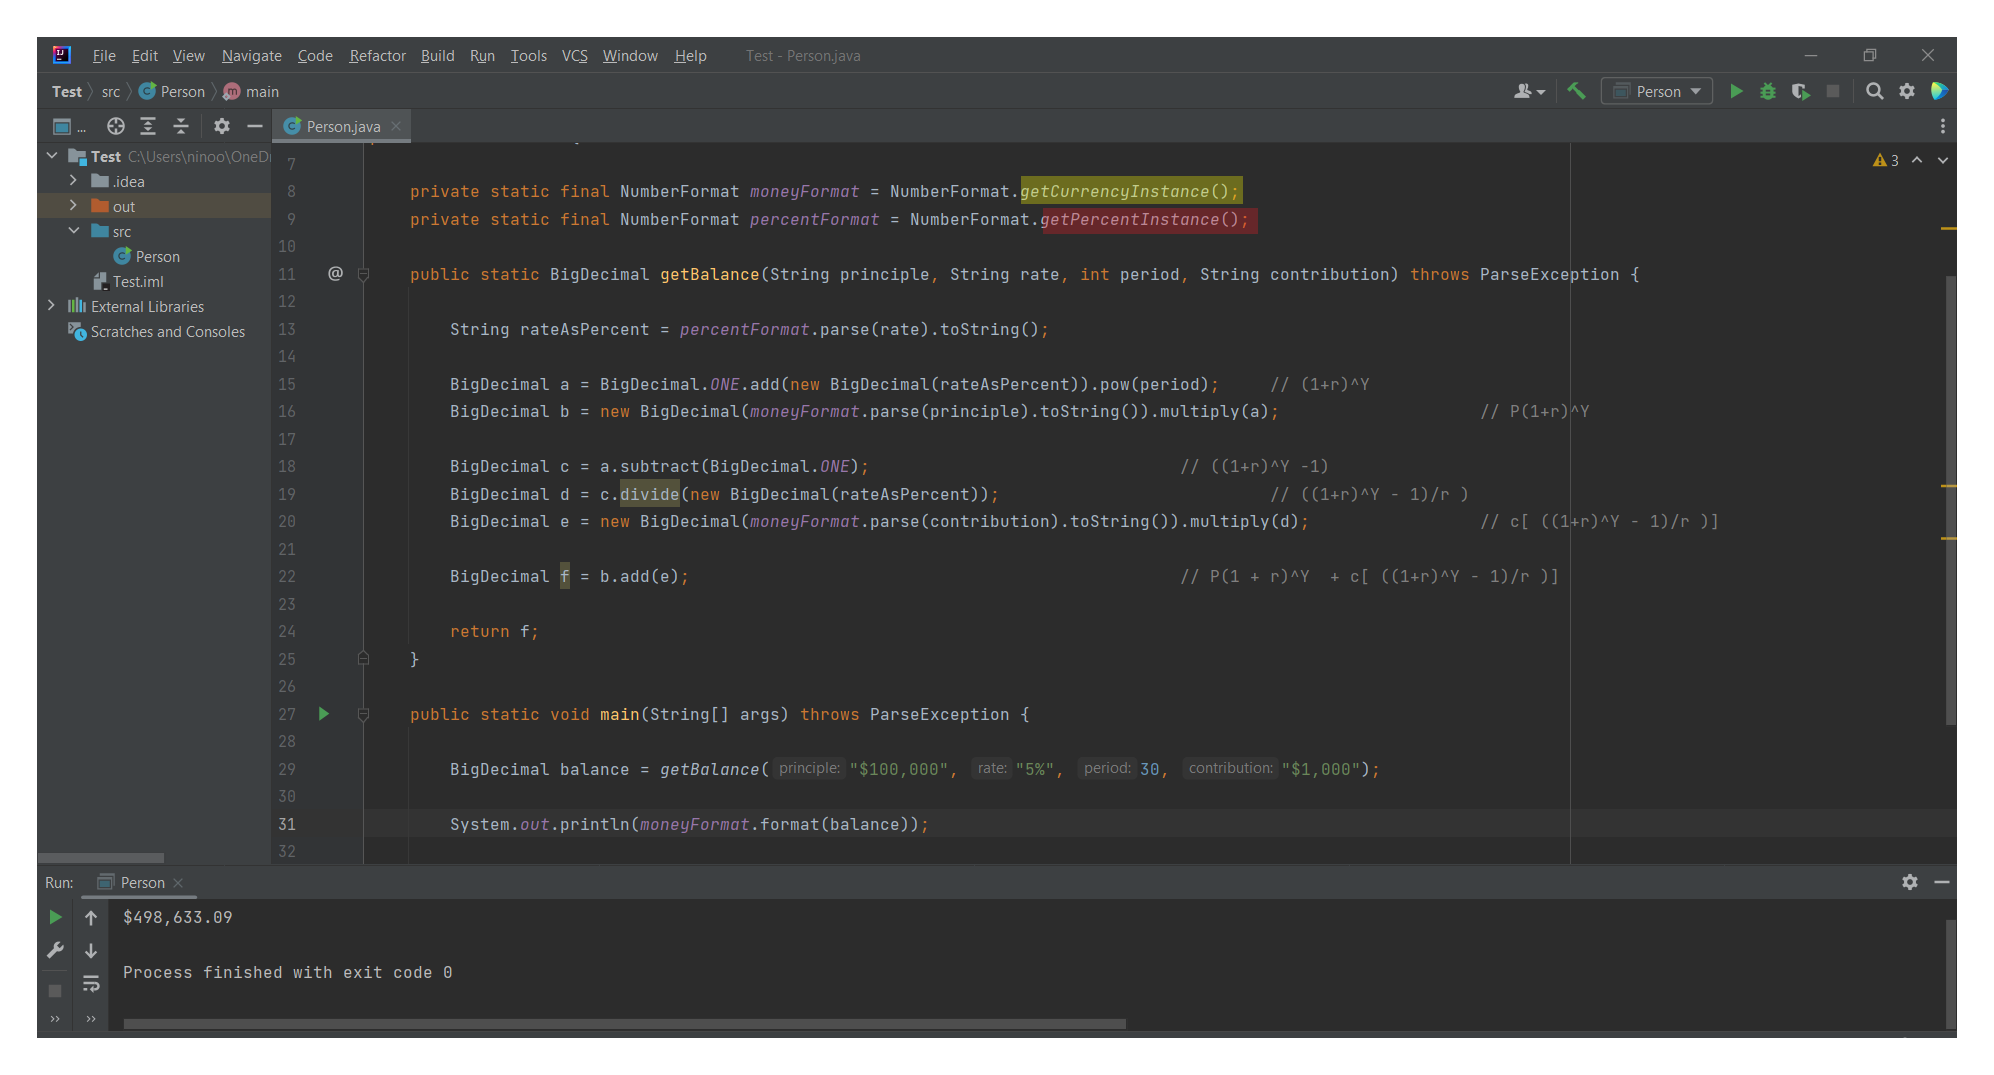 File Edit View Navigate Code Refactor Build Run Tools VCS Window Help Test - Person.java
Test src Person main
Person
...
Person.java
Test C:\Users\ninoo\OneD
.idea
out
src
Person
Test.iml
External Libraries
Scratches and Consoles
3
7
8 private static final NumberFormat moneyFormat = NumberFormat.getCurrencyInstance();
9 private static final NumberFormat percentFormat = NumberFormat.getPercentInstance();
10
11 @ public static BigDecimal getBalance(String principle, String rate, int period, String contribution) throws ParseException {
12
13 String rateAsPercent = percentFormat.parse(rate).toString();
14
15 BigDecimal a = BigDecimal.ONE.add(new BigDecimal(rateAsPercent)).pow(period); // (1+r)^Y
16 BigDecimal b = new BigDecimal(moneyFormat.parse(principle).toString()).multiply(a); // P(1+r)^Y
17
18 BigDecimal c = a.subtract(BigDecimal.ONE); // ((1+r)^Y -1)
19 BigDecimal d = c.divide(new BigDecimal(rateAsPercent)); // ((1+r)^Y - 1)/r )
20 BigDecimal e = new BigDecimal(moneyFormat.parse(contribution).toString()).multiply(d); // c[ ((1+r)^Y - 1)/r )]
21
22 BigDecimal f = b.add(e); // P(1 + r)^Y + c[ ((1+r)^Y - 1)/r )]
23
24 return f;
25 }
26
27 public static void main(String[] args) throws ParseException {
28
29 BigDecimal balance = getBalance( principle: "$100,000", rate: "5%", period: 30, contribution: "$1,000");
30
31 System.out.println(moneyFormat.format(balance));
32
Run: Person
$498,633.09
Process finished with exit code 0